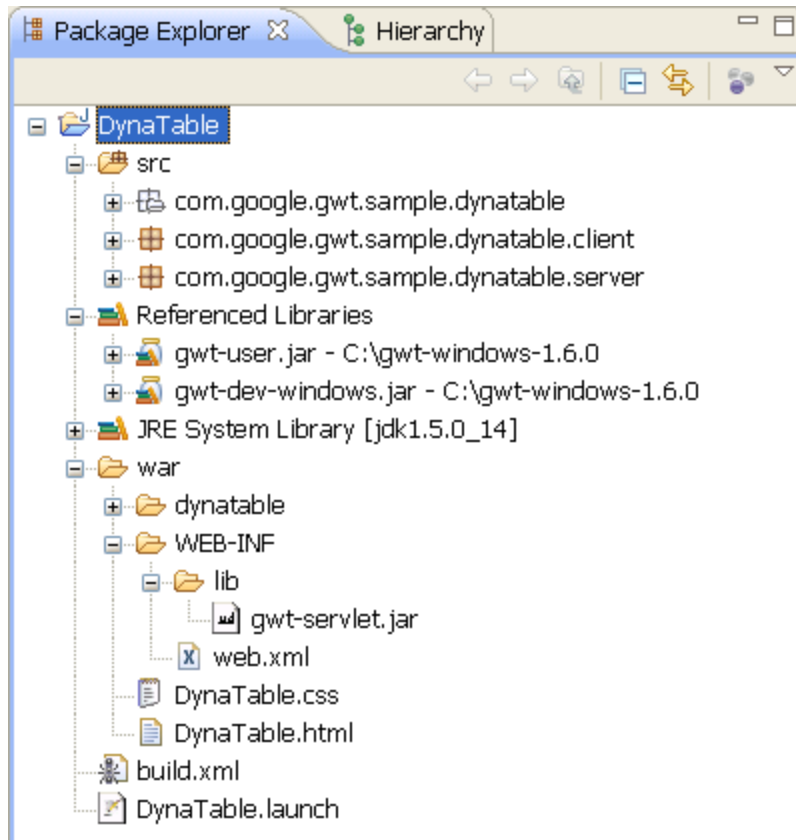 Package Explorer Hierarchy
DynaTable
src
com.google.gwt.sample.dynatable
com.google.gwt.sample.dynatable.client
com.google.gwt.sample.dynatable.server
Referenced Libraries
gwt-user.jar - C:\gwt-windows-1.6.0
gwt-dev-windows.jar - C:\gwt-windows-1.6.0
JRE System Library [jdk1.5.0_14]
war
dynatable
WEB-INF
lib
gwt-servlet.jar
web.xml
DynaTable.css
DynaTable.html
build.xml
DynaTable.launch